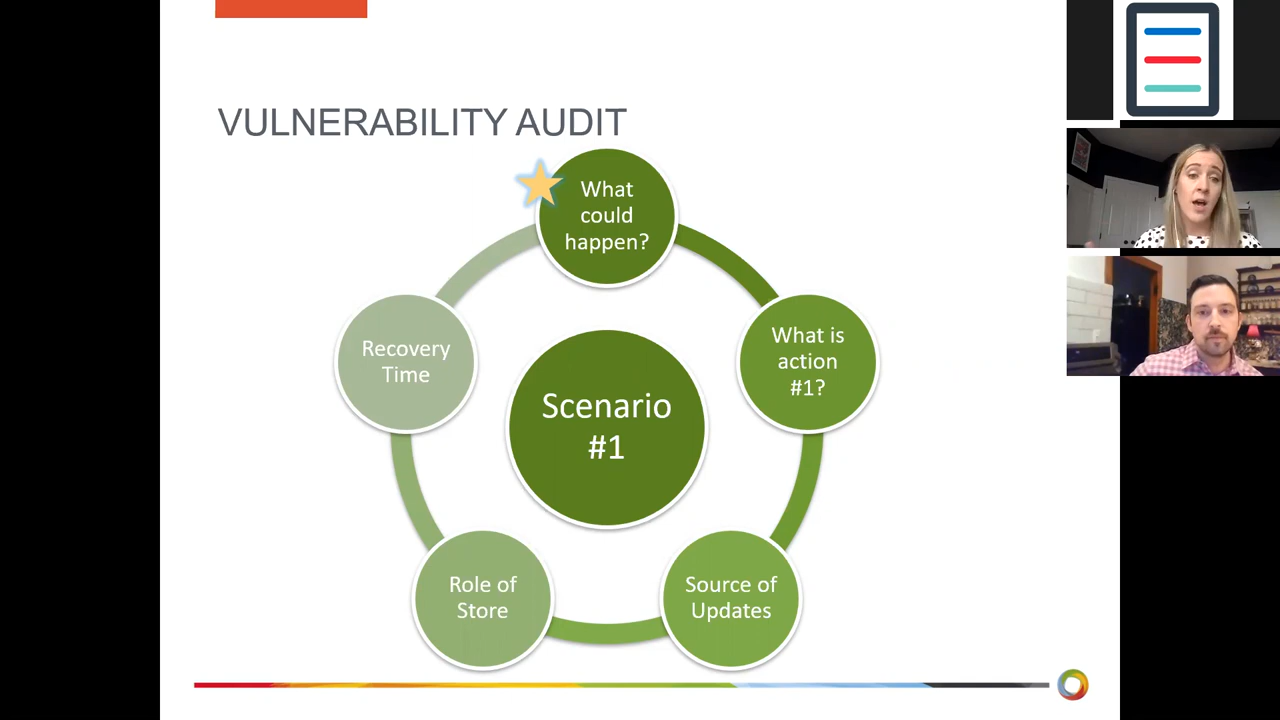 VULNERABILITY AUDIT
What
could
happen?
What is
action
#1?
Source of
Updates
Role of
Store
Recovery
Time
Scenario
#1